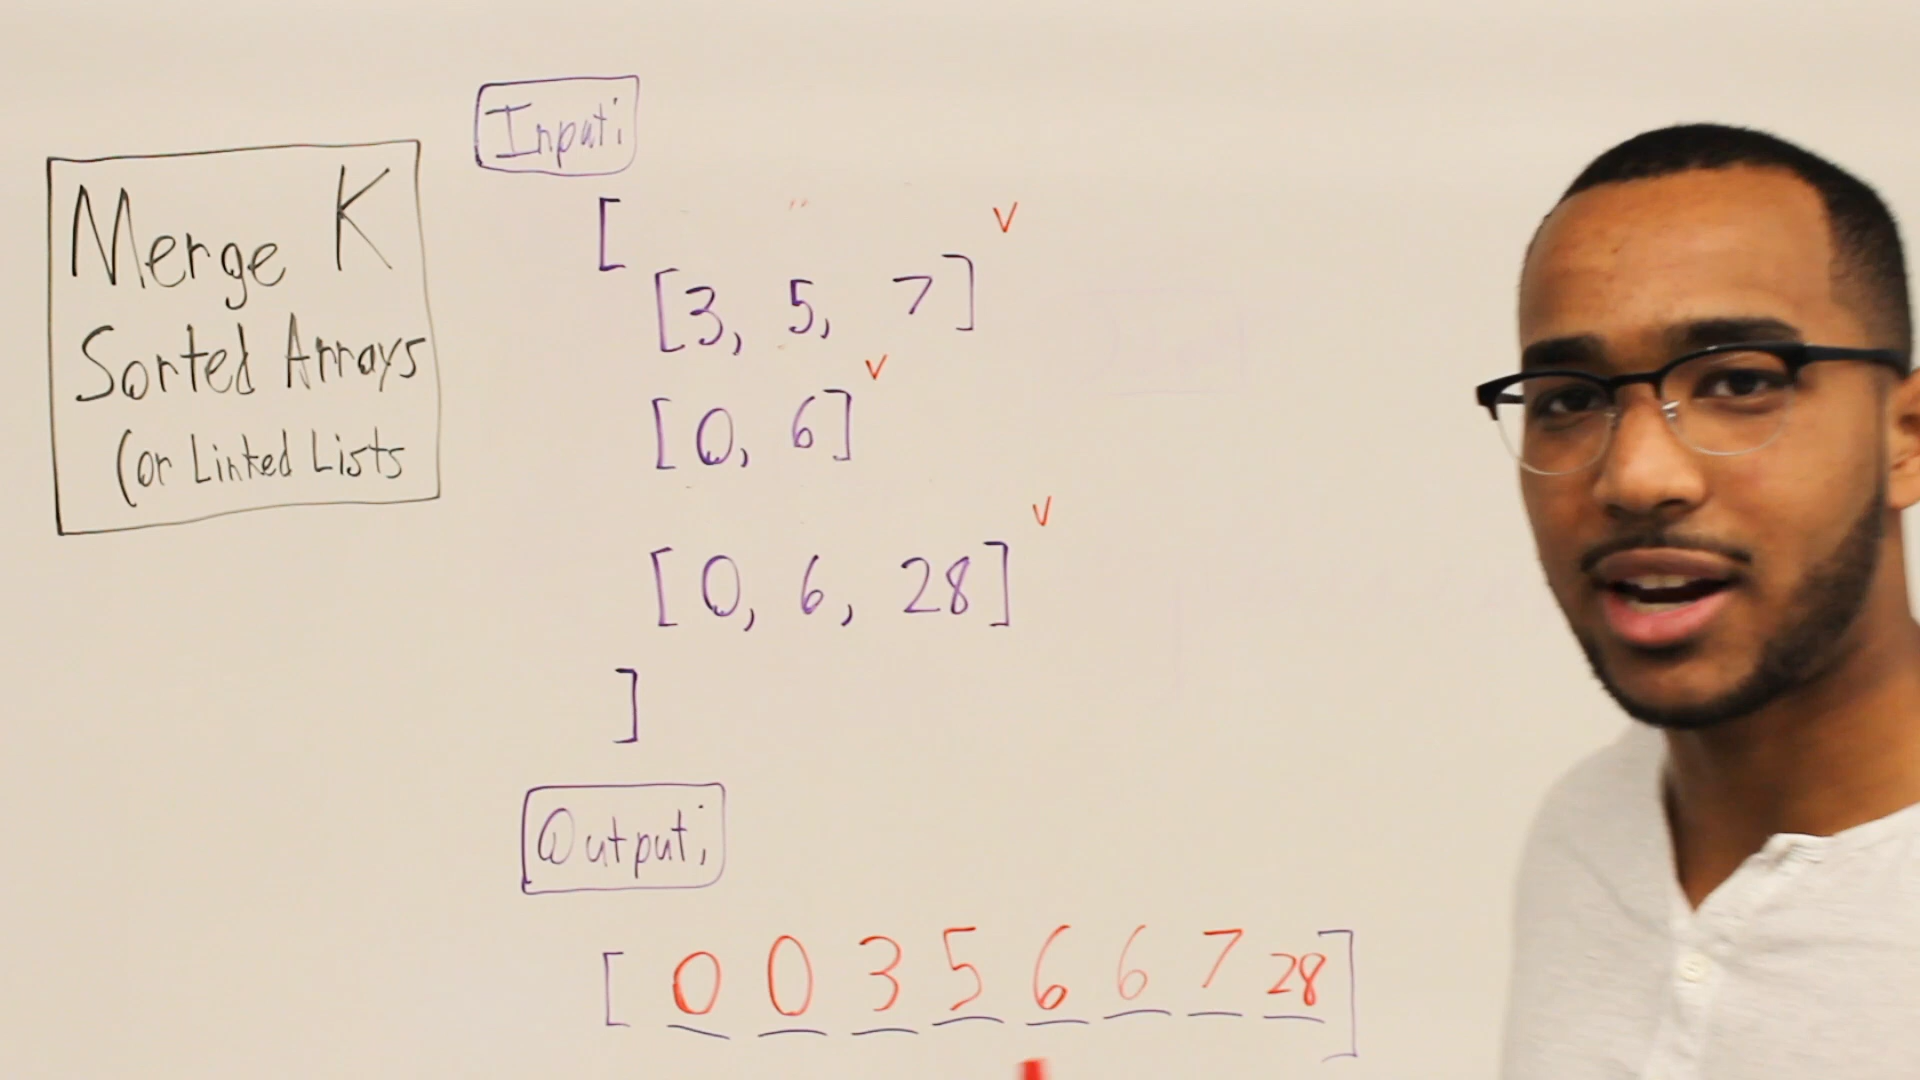 Merge K
Sorted Arrays
(or Linked Lists
Input:
[
[3, 5, 7] v
[0, 6] v
[0, 6, 28] v
]
Output:
[ 0 0 3 5 6 6 7 28 ]